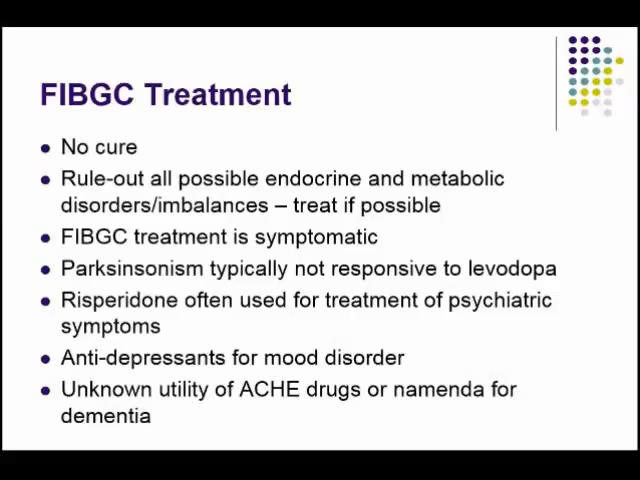 FIBGC Treatment
No cure
Rule-out all possible endocrine and metabolic
disorders/imbalances – treat if possible
FIBGC treatment is symptomatic
Parksinsonism typically not responsive to levodopa
Risperidone often used for treatment of psychiatric
symptoms
Anti-depressants for mood disorder
Unknown utility of ACHE drugs or namenda for
dementia